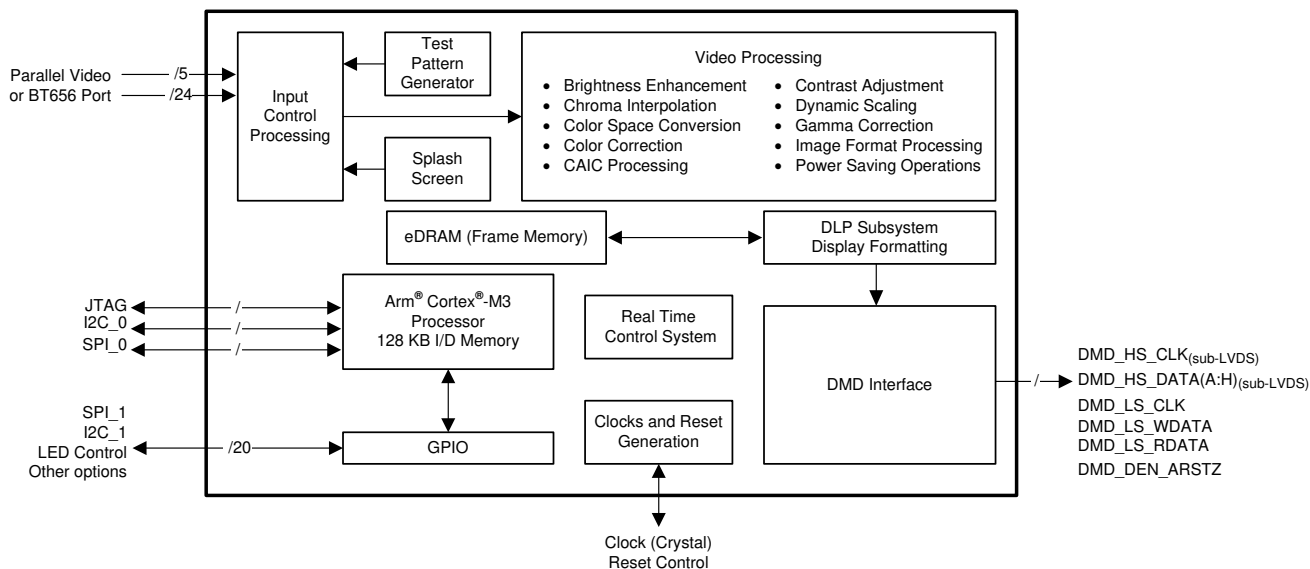 Parallel Video
or BT656 Port
/5
/24
Input
Control
Processing
Test
Pattern
Generator
Splash
Screen
Video Processing
• Brightness Enhancement
• Chroma Interpolation
• Color Space Conversion
• Color Correction
• CAIC Processing
• Contrast Adjustment
• Dynamic Scaling
• Gamma Correction
• Image Format Processing
• Power Saving Operations
eDRAM (Frame Memory)
DLP Subsystem
Display Formatting
JTAG
I2C_0
SPI_0
/
/
/
Arm® Cortex®-M3
Processor
128 KB I/D Memory
Real Time
Control System
DMD Interface
/
DMD_HS_CLK(sub-LVDS)
DMD_HS_DATA(A:H)(sub-LVDS)
DMD_LS_CLK
DMD_LS_WDATA
DMD_LS_RDATA
DMD_DEN_ARSTZ
SPI_1
I2C_1
LED Control
Other options
/20
GPIO
Clocks and Reset
Generation
Clock (Crystal)
Reset Control